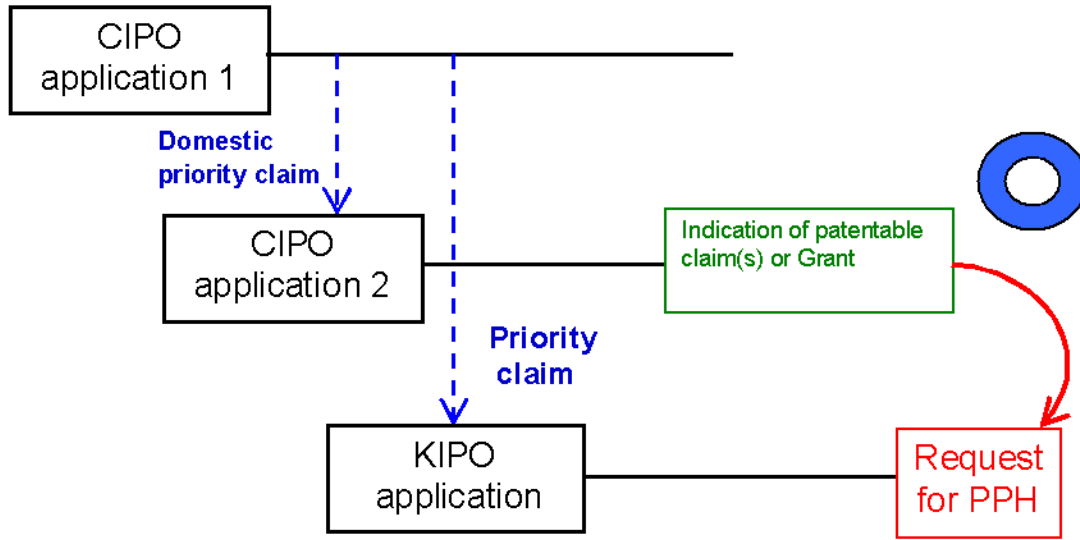 CIPO
application 1
Domestic
priority claim
CIPO
application 2
Indication of patentable
claim(s) or Grant
Priority
claim
KIPO
application
Request
for PPH